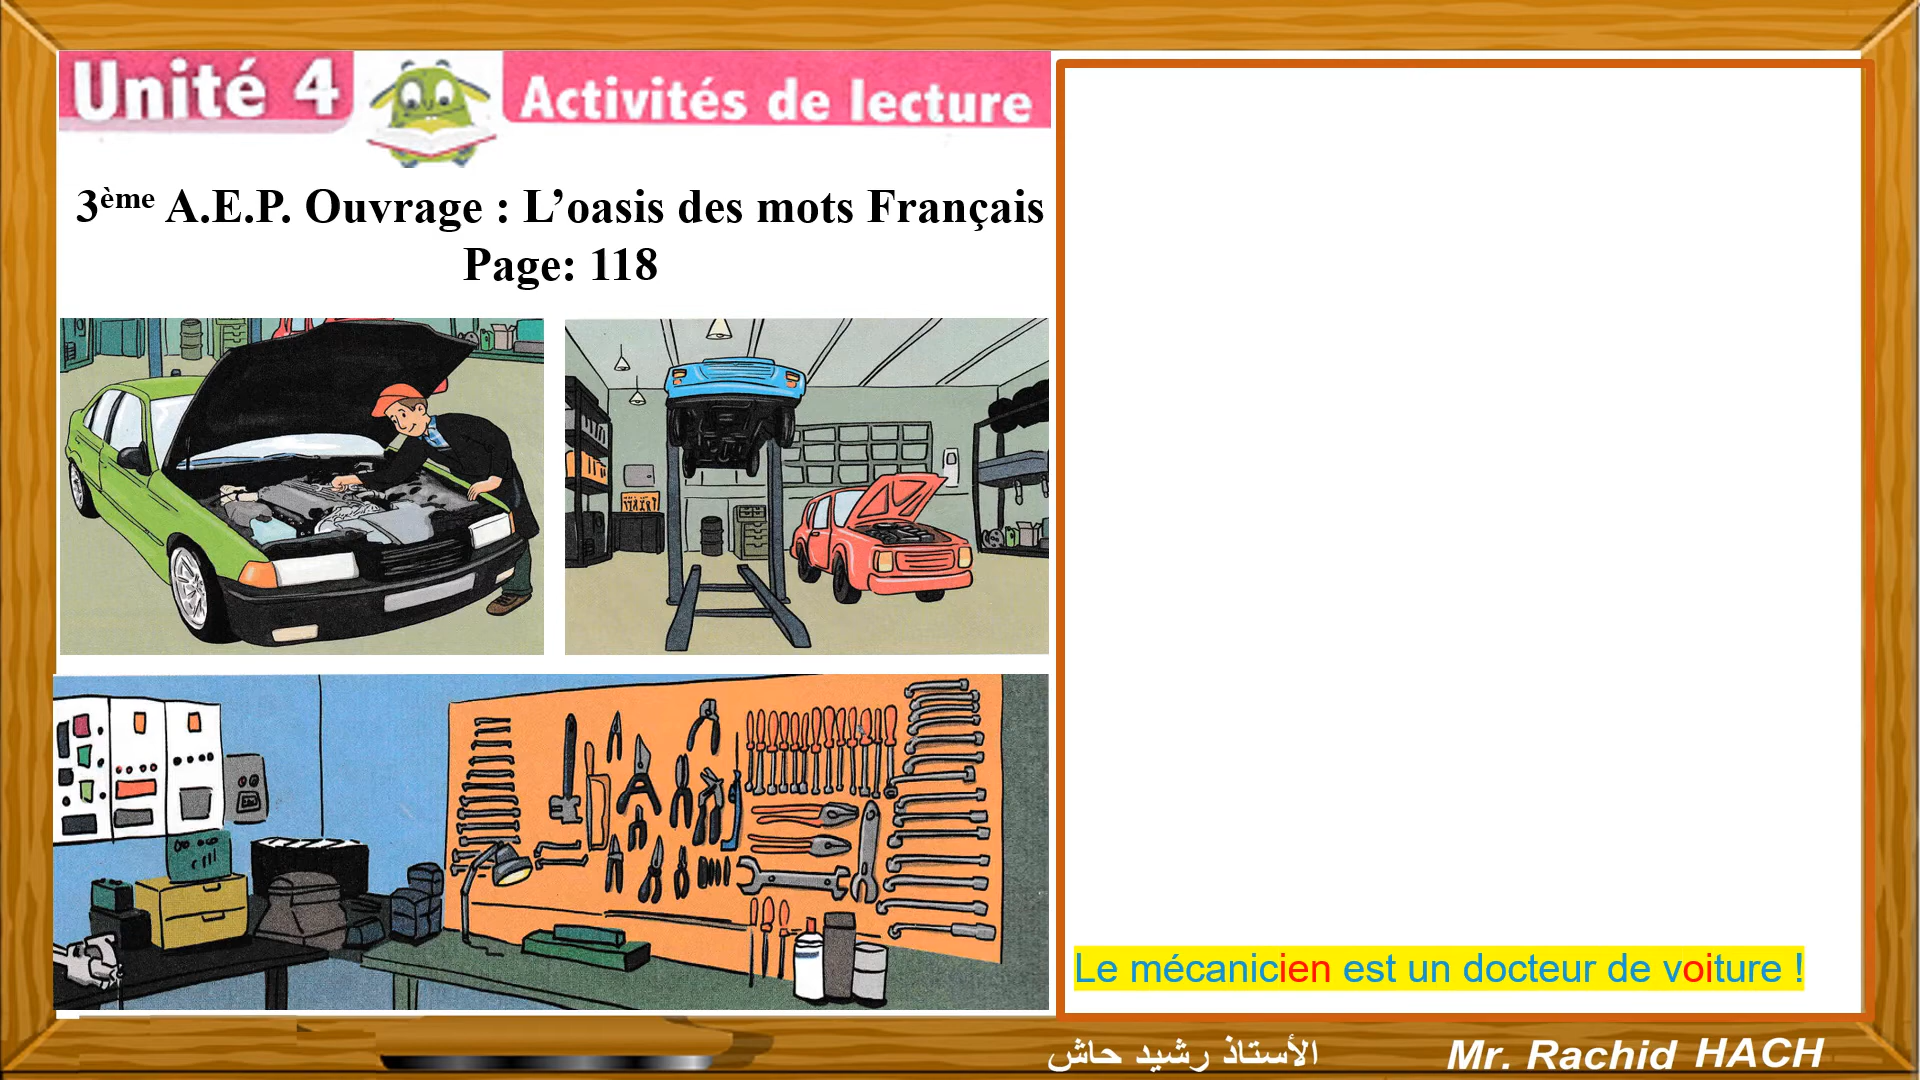 Unité 4 Activités de lecture
3ème A.E.P. Ouvrage : L’oasis des mots Français
Page: 118
Le mécanicien est un docteur de voiture !
الأستاذ رشيد حاش
Mr. Rachid HACH